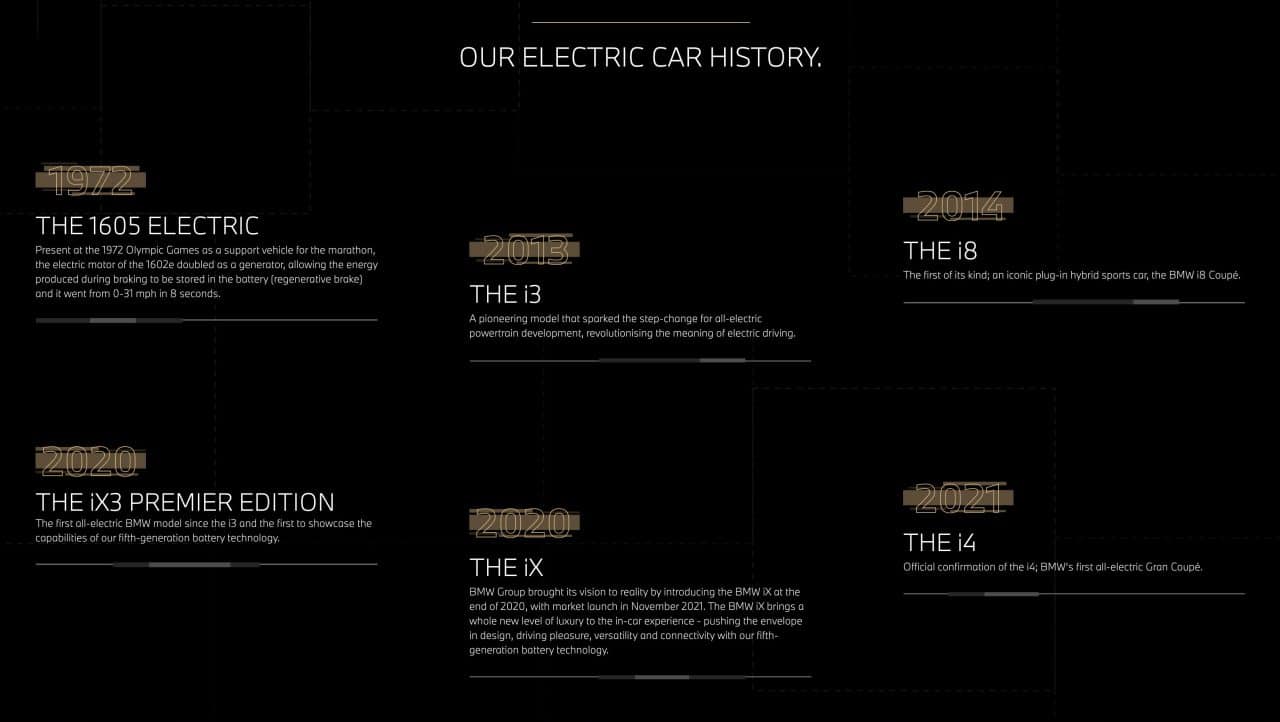 OUR ELECTRIC CAR HISTORY.
1972
THE 1605 ELECTRIC
Present at the 1972 Olympic Games as a support vehicle for the marathon,
the electric motor of the 1602e doubled as a generator, allowing the energy
produced during braking to be stored in the battery (regenerative brake)
and it went from 0-31 mph in 8 seconds.
2013
THE i3
A pioneering model that sparked the step-change for all-electric
powertrain development, revolutionising the meaning of electric driving.
2014
THE i8
The first of its kind; an iconic plug-in hybrid sports car, the BMW i8 Coupé.
2020
THE iX3 PREMIER EDITION
The first all-electric BMW model since the i3 and the first to showcase the
capabilities of our fifth-generation battery technology.
2020
THE iX
BMW Group brought its vision to reality by introducing the BMW iX at the
end of 2020, with market launch in November 2021. The BMW iX brings a
whole new level of luxury to the in-car experience - pushing the envelope
in design, driving pleasure, versatility and connectivity with our fifth-
generation battery technology.
2021
THE i4
Official confirmation of the i4; BMW's first all-electric Gran Coupé.